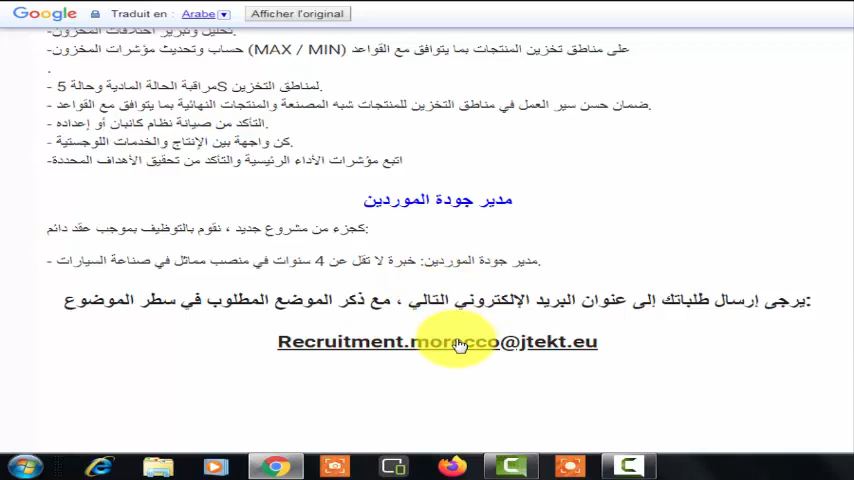 Google Traduit en : Arabe Afficher l'original
-تحليل وتبرير اختلافات المخزون.
-حساب وتحديث مؤشرات المخزون (MAX / MIN) على مناطق تخزين المنتجات بما يتوافق مع القواعد
.
- مراقبة الحالة المادية وحالة 5S لمناطق التخزين.
- ضمان حسن سير العمل في مناطق التخزين للمنتجات شبه المصنعة والمنتجات النهائية بما يتوافق مع القواعد.
- التأكد من صيانة نظام كانبان أو إعداده.
- كن واجهة بين الإنتاج والخدمات اللوجستية.
-اتبع مؤشرات الأداء الرئيسية والتأكد من تحقيق الأهداف المحددة
مدير جودة الموردين
كجزء من مشروع جديد ، نقوم بالتوظيف بموجب عقد دائم:
- مدير جودة الموردين: خبرة لا تقل عن 4 سنوات في منصب مماثل في صناعة السيارات.
يرجى إرسال طلباتك إلى عنوان البريد الإلكتروني التالي ، مع ذكر الموضع المطلوب في سطر الموضوع:
Recruitment.morocco@jtekt.eu